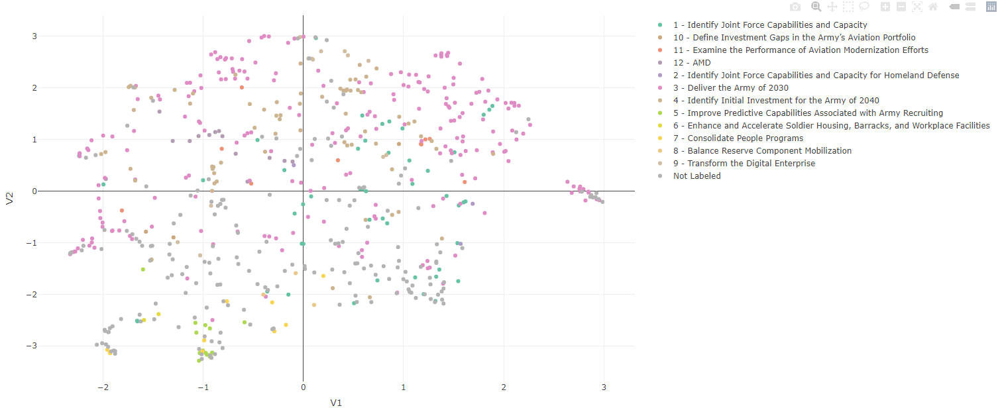 1 - Identify Joint Force Capabilities and Capacity
10 - Define Investment Gaps in the Army’s Aviation Portfolio
11 - Examine the Performance of Aviation Modernization Efforts
12 - AMD
2 - Identify Joint Force Capabilities and Capacity for Homeland Defense
3 - Deliver the Army of 2030
4 - Identify Initial Investment for the Army of 2040
5 - Improve Predictive Capabilities Associated with Army Recruiting
6 - Enhance and Accelerate Soldier Housing, Barracks, and Workplace Facilities
7 - Consolidate People Programs
8 - Balance Reserve Component Mobilization
9 - Transform the Digital Enterprise
Not Labeled
3
2
1
0
−1
−2
−3
V2
−2 −1 0 1 2 3
V1